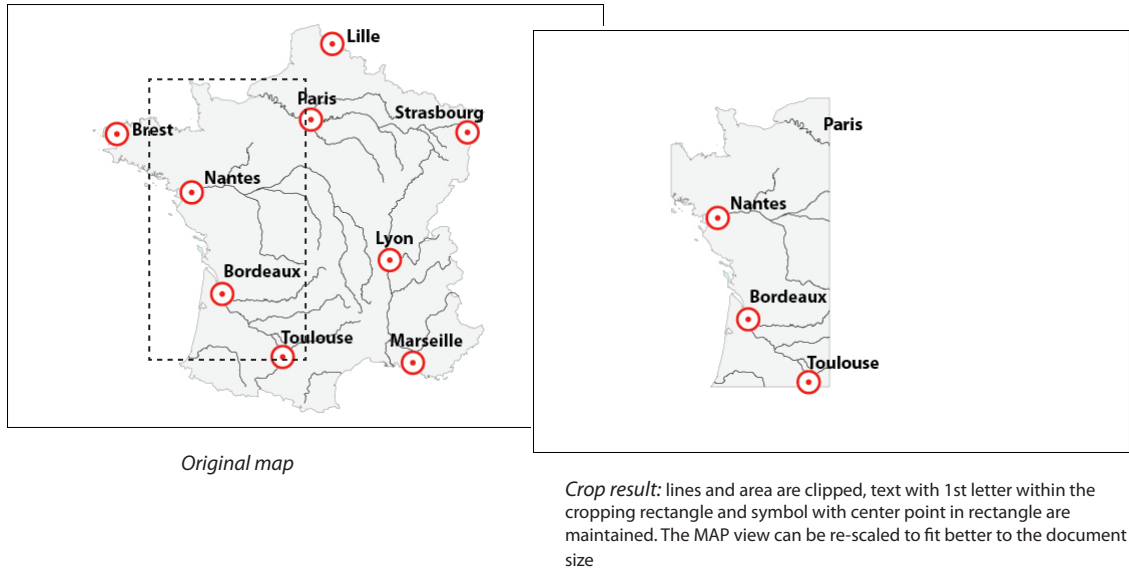 Lille
Paris
Strasbourg
Brest
Nantes
Lyon
Bordeaux
Toulouse
Marseille
Original map
Paris
Nantes
Bordeaux
Toulouse
Crop result: lines and area are clipped, text with 1st letter within the
cropping rectangle and symbol with center point in rectangle are
maintained. The MAP view can be re-scaled to fit better to the document
size